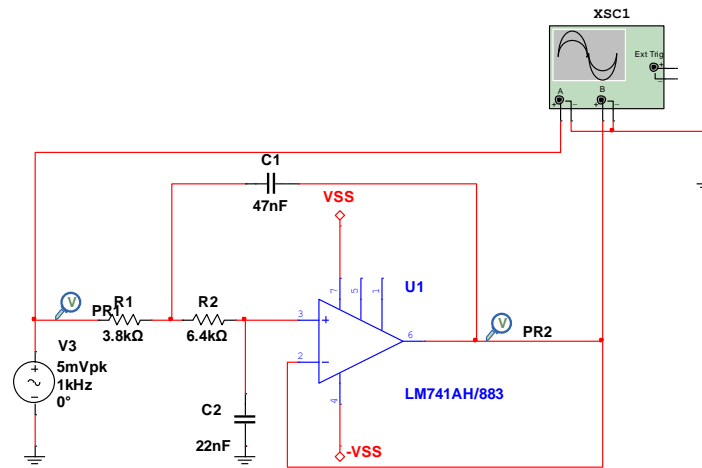 XSC1
Ext Trig
+
_
A
B
+
_
+
_
C1
47nF
VSS
U1
7
5
1
V
PR1
R1
3.8kΩ
R2
6.4kΩ
3
+
2
−
6
V
PR2
4
LM741AH/883
V3
5mVpk
1kHz
0°
+
−
C2
22nF
-VSS